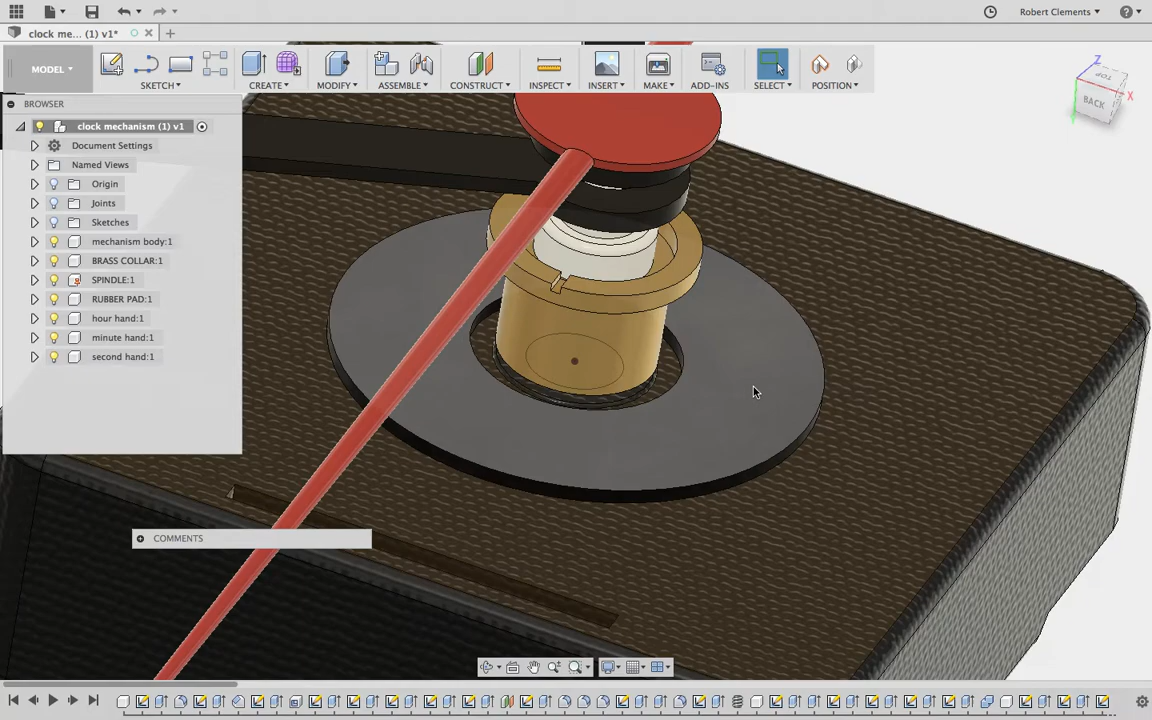 Robert Clements
clock me... (1) v1*
MODEL
SKETCH
CREATE
MODIFY
ASSEMBLE
CONSTRUCT
INSPECT
INSERT
MAKE
ADD-INS
SELECT
POSITION
BROWSER
clock mechanism (1) v1
Document Settings
Named Views
Origin
Joints
Sketches
mechanism body:1
BRASS COLLAR:1
SPINDLE:1
RUBBER PAD:1
hour hand:1
minute hand:1
second hand:1
COMMENTS
Z
TOP
X
BACK